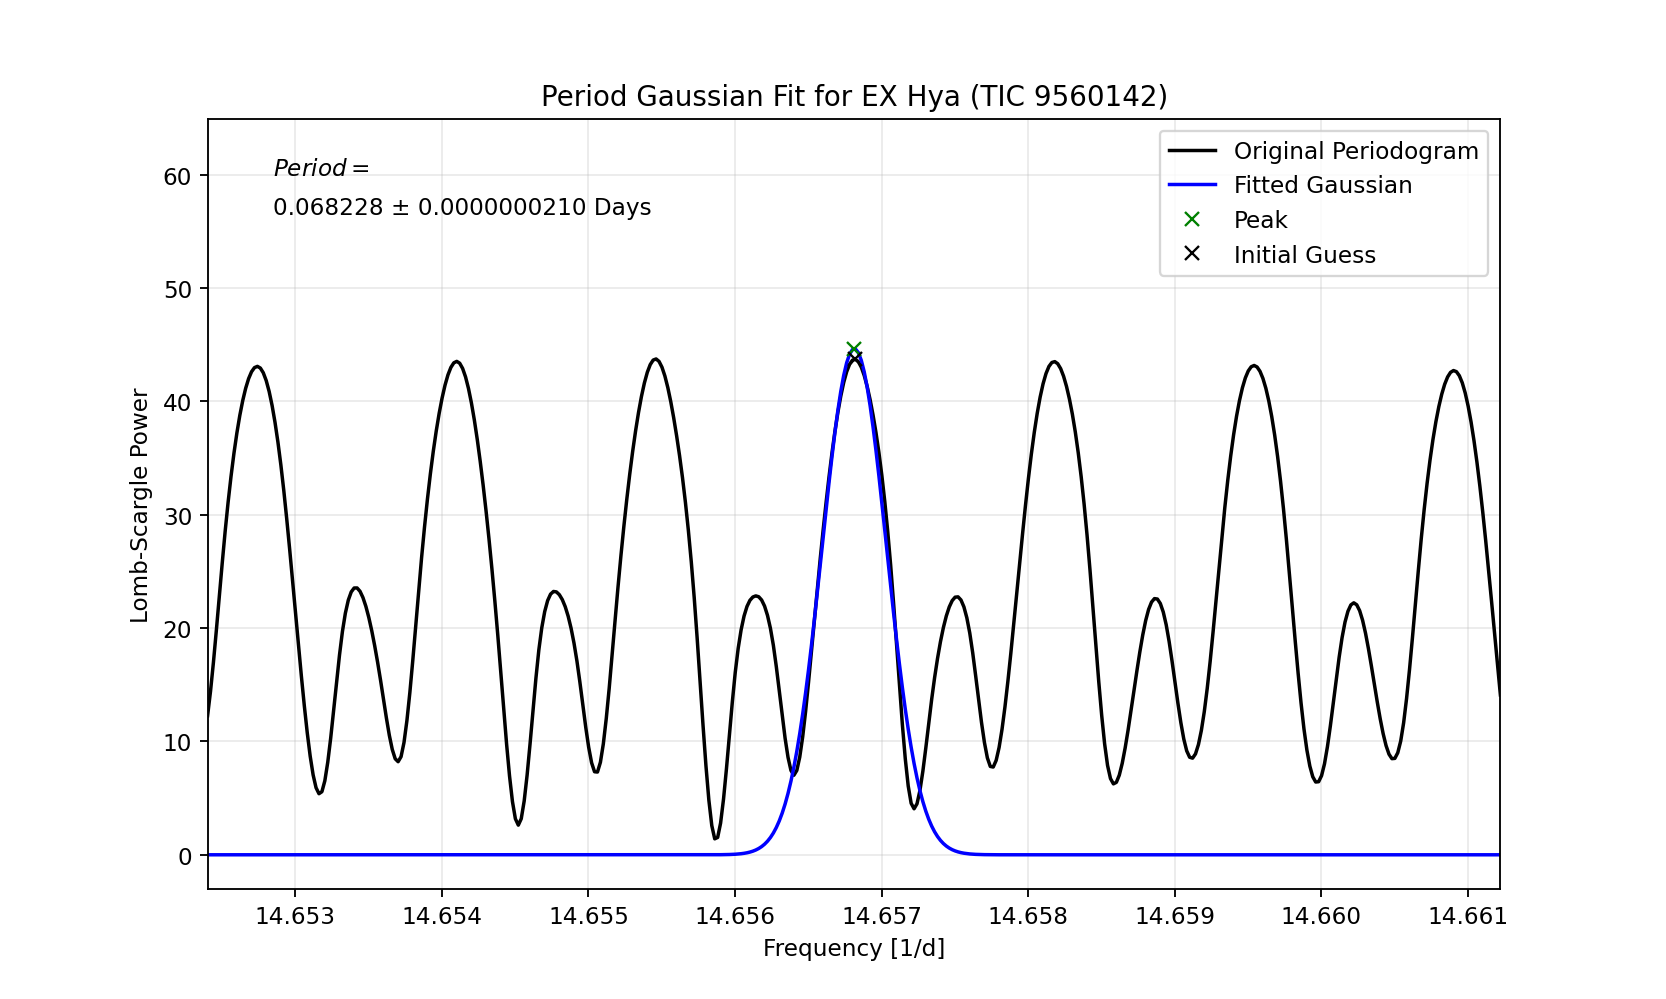 Period Gaussian Fit for EX Hya (TIC 9560142)
Period =
0.068228 ± 0.0000000210 Days
Original Periodogram
Fitted Gaussian
Peak
Initial Guess
60
50
40
30
20
10
0
Lomb-Scargle Power
14.653 14.654 14.655 14.656 14.657 14.658 14.659 14.660 14.661
Frequency [1/d]